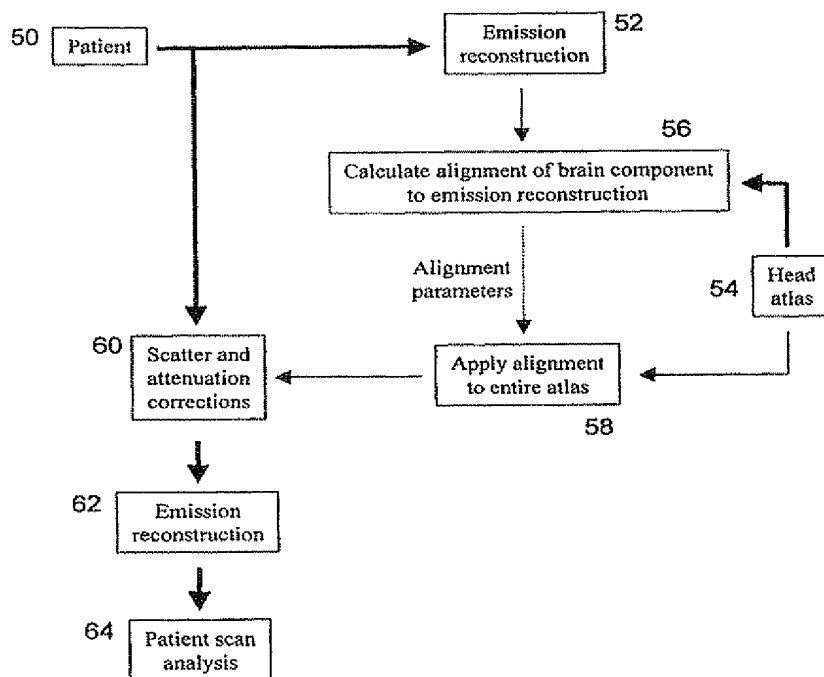 50
Patient
Emission
reconstruction
52
56
Calculate alignment of brain component
to emission reconstruction
Alignment
parameters
54
Head
atlas
60
Scatter and
attenuation
corrections
Apply alignment
to entire atlas
58
62
Emission
reconstruction
64
Patient scan
analysis